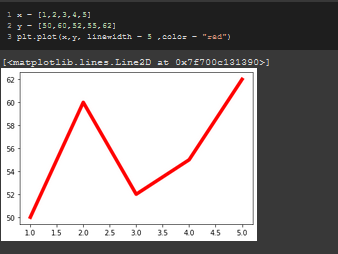 1 x = [1,2,3,4,5]
2 y = [50,60,52,55,62]
3 plt.plot(x,y, linewidth = 5 ,color = "red")
[<matplotlib.lines.Line2D at 0x7f700c131390>]
62
60
58
56
54
52
50
1.0 1.5 2.0 2.5 3.0 3.5 4.0 4.5 5.0